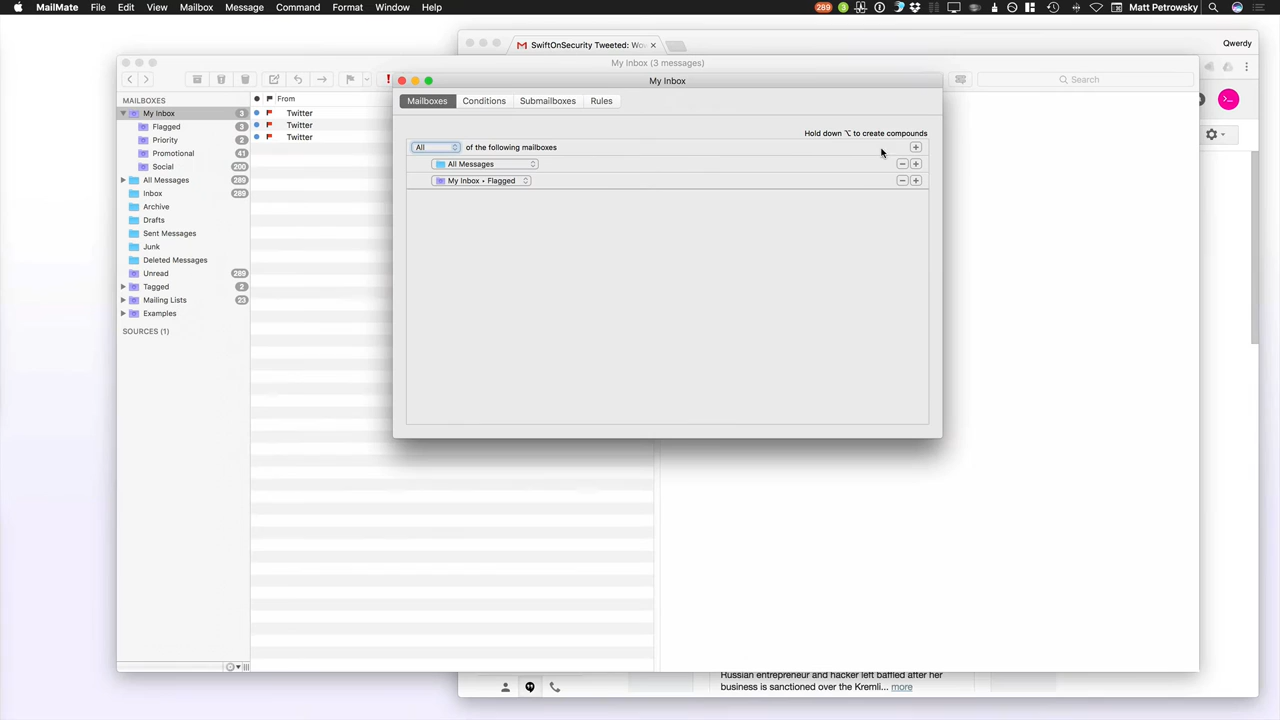 MailMate File Edit View Mailbox Message Command Format Window Help 289 3 Matt Petrowsky
SwiftOnSecurity Tweeted: Wo
Qwerdy
My Inbox (3 messages)
Search
My Inbox
MAILBOXES
My Inbox 3
Flagged 3
Priority 2
Promotional 41
Social 19
All Messages 289
Inbox 289
Archive
Drafts
Sent Messages
Junk
Deleted Messages
Unread 289
Tagged 2
Mailing Lists 23
Examples
SOURCES (1)
From
Twitter
Twitter
Twitter
Mailboxes Conditions Submailboxes Rules
Hold down ⌥ to create compounds
All of the following mailboxes
All Messages
My Inbox • Flagged
Russian entrepreneur and hacker left baffled after her
business is sanctioned over the Kremli... more